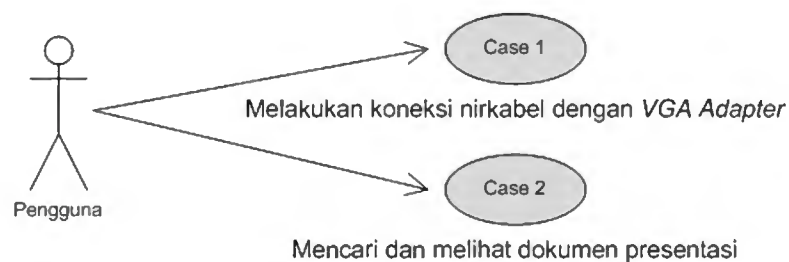 Case 1
Melakukan koneksi nirkabel dengan VGA Adapter
Case 2
Pengguna
Mencari dan melihat dokumen presentasi